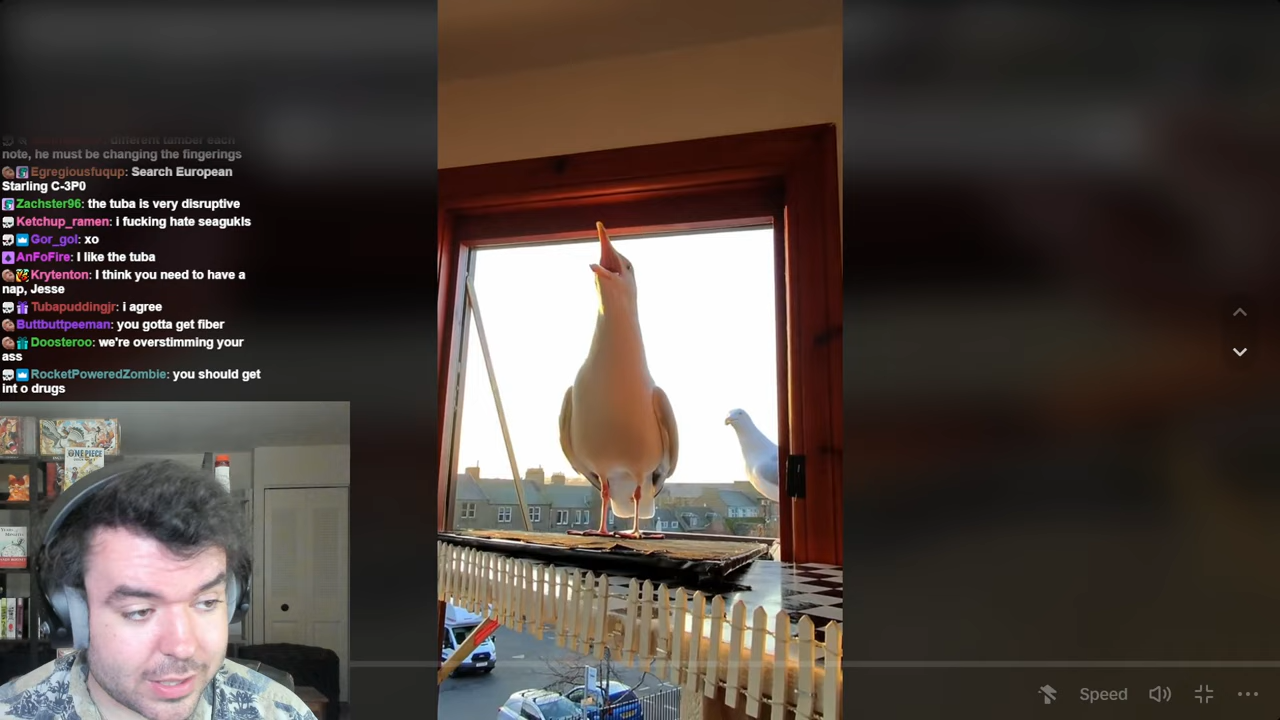 different tamber each
note, he must be changing the fingerings
Egregiousfuqup: Search European
Starling C-3P0
Zachster96: the tuba is very disruptive
Ketchup_ramen: i fucking hate seagukls
Gor_gol: xo
AnFoFire: I like the tuba
Krytenton: I think you need to have a
nap, Jesse
Tubapuddingjr: i agree
Buttbuttpeeman: you gotta get fiber
Doosteroo: we're overstimming your
ass
RocketPoweredZombie: you should get
int o drugs
ONE PIECE
Speed